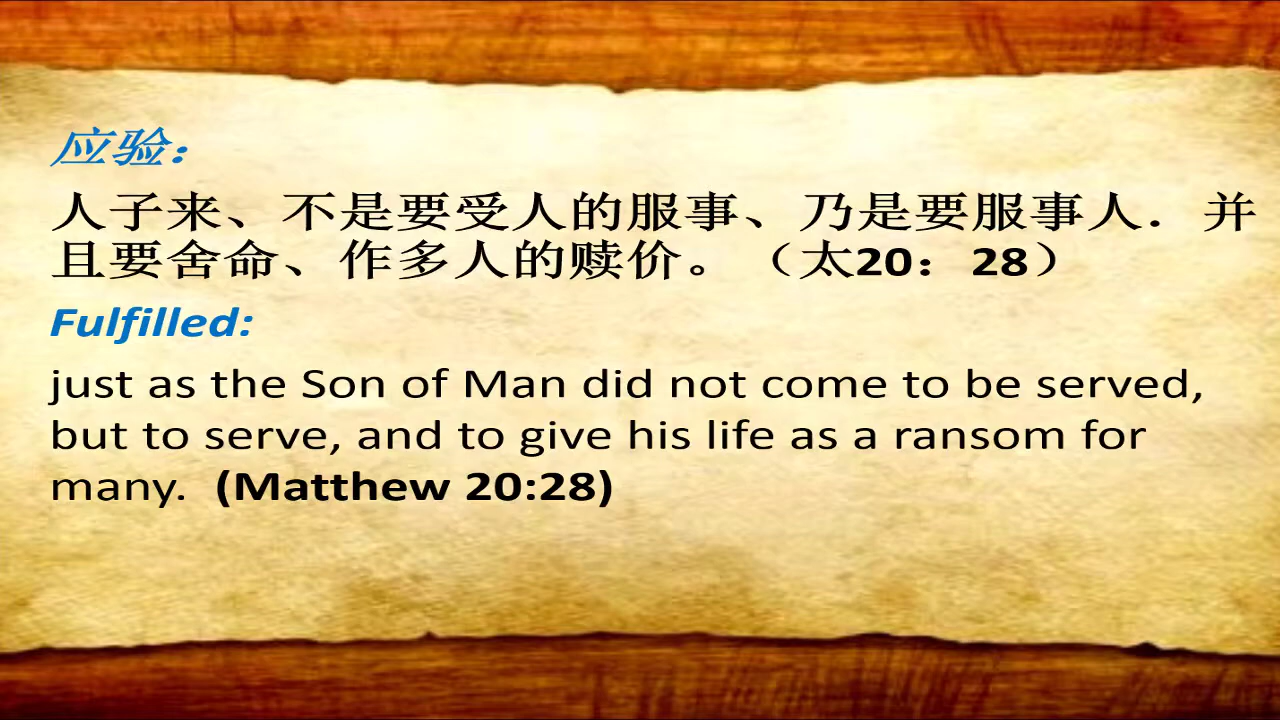 应验：
人子来、不是要受人的服事、乃是要服事人．并
且要舍命、作多人的赎价。（太20：28）
Fulfilled:
just as the Son of Man did not come to be served,
but to serve, and to give his life as a ransom for
many.  (Matthew 20:28)